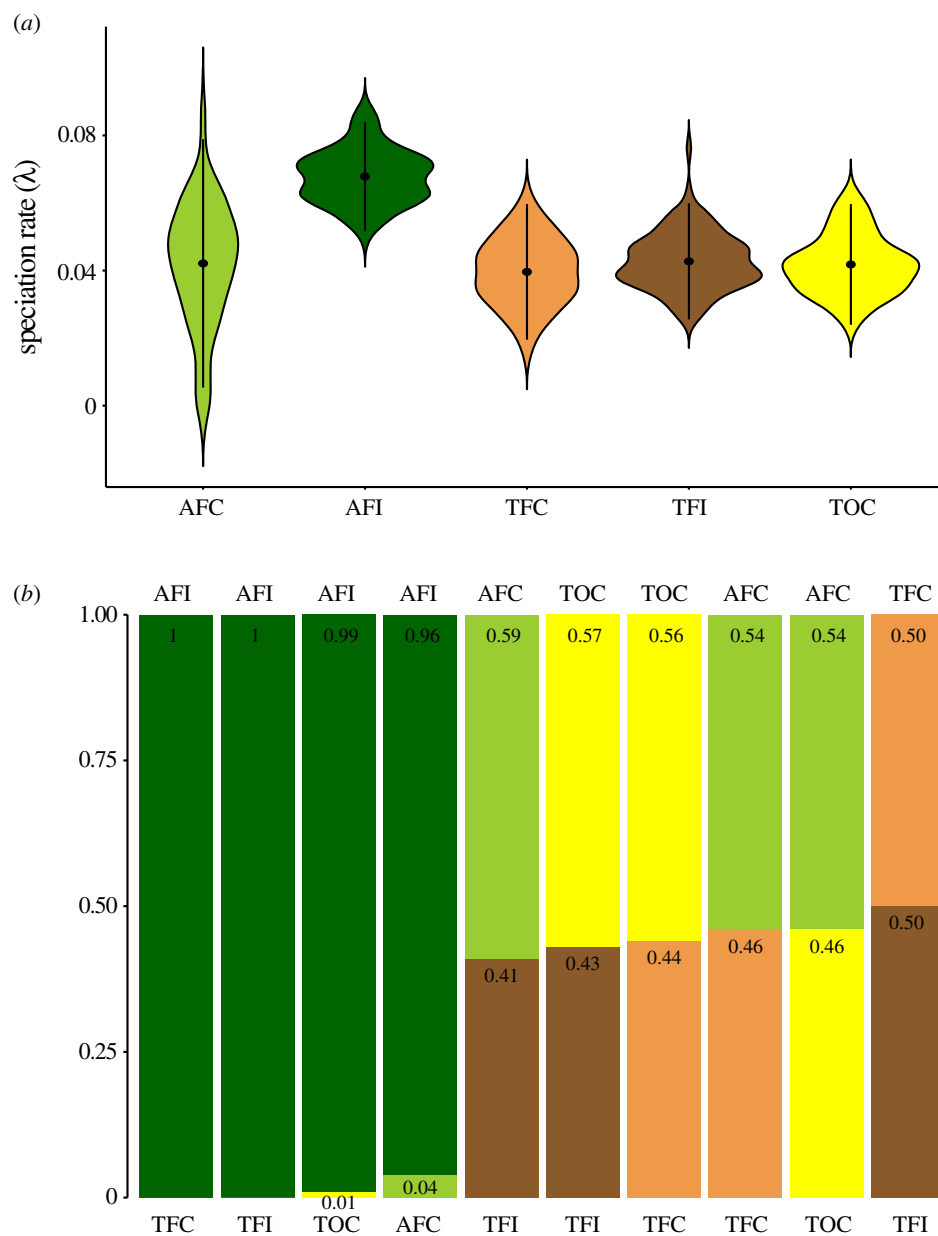 (a)
speciation rate (λ)
0.08
0.04
0
AFC AFI TFC TFI TOC
(b)
AFI AFI AFI AFI AFC TOC TOC AFC AFC TFC
1.00
0.75
0.50
0.25
0
1 1 0.99 0.96 0.59 0.57 0.56 0.54 0.54 0.50
0.01 0.04 0.41 0.43 0.44 0.46 0.46 0.50
TFC TFI TOC AFC TFI TFI TFC TFC TOC TFI